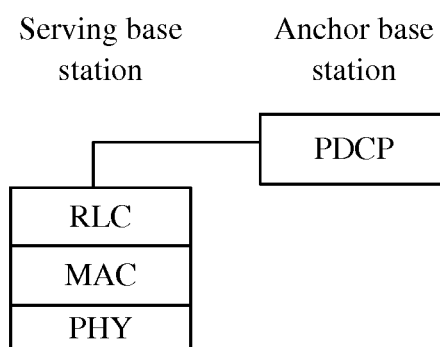 Serving base
station
Anchor base
station
PDCP
RLC
MAC
PHY